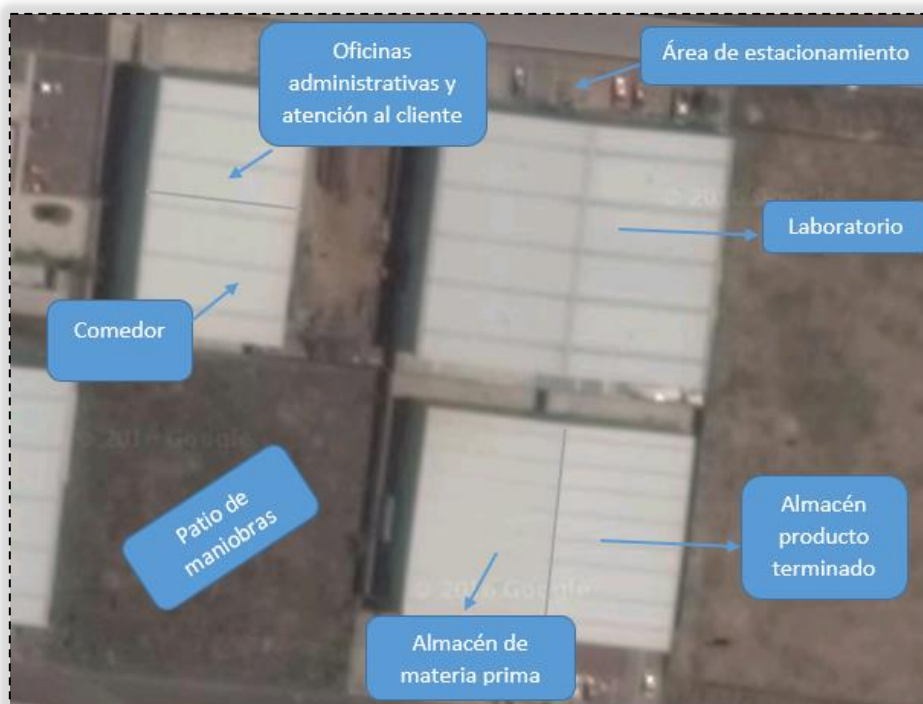 Oficinas
administrativas y
atención al cliente
Área de estacionamiento
© 2016 Google
Laboratorio
Comedor
© 2016 Google
Patio de
maniobras
Almacén
producto
terminado
© 2016 Google
Almacén de
materia prima